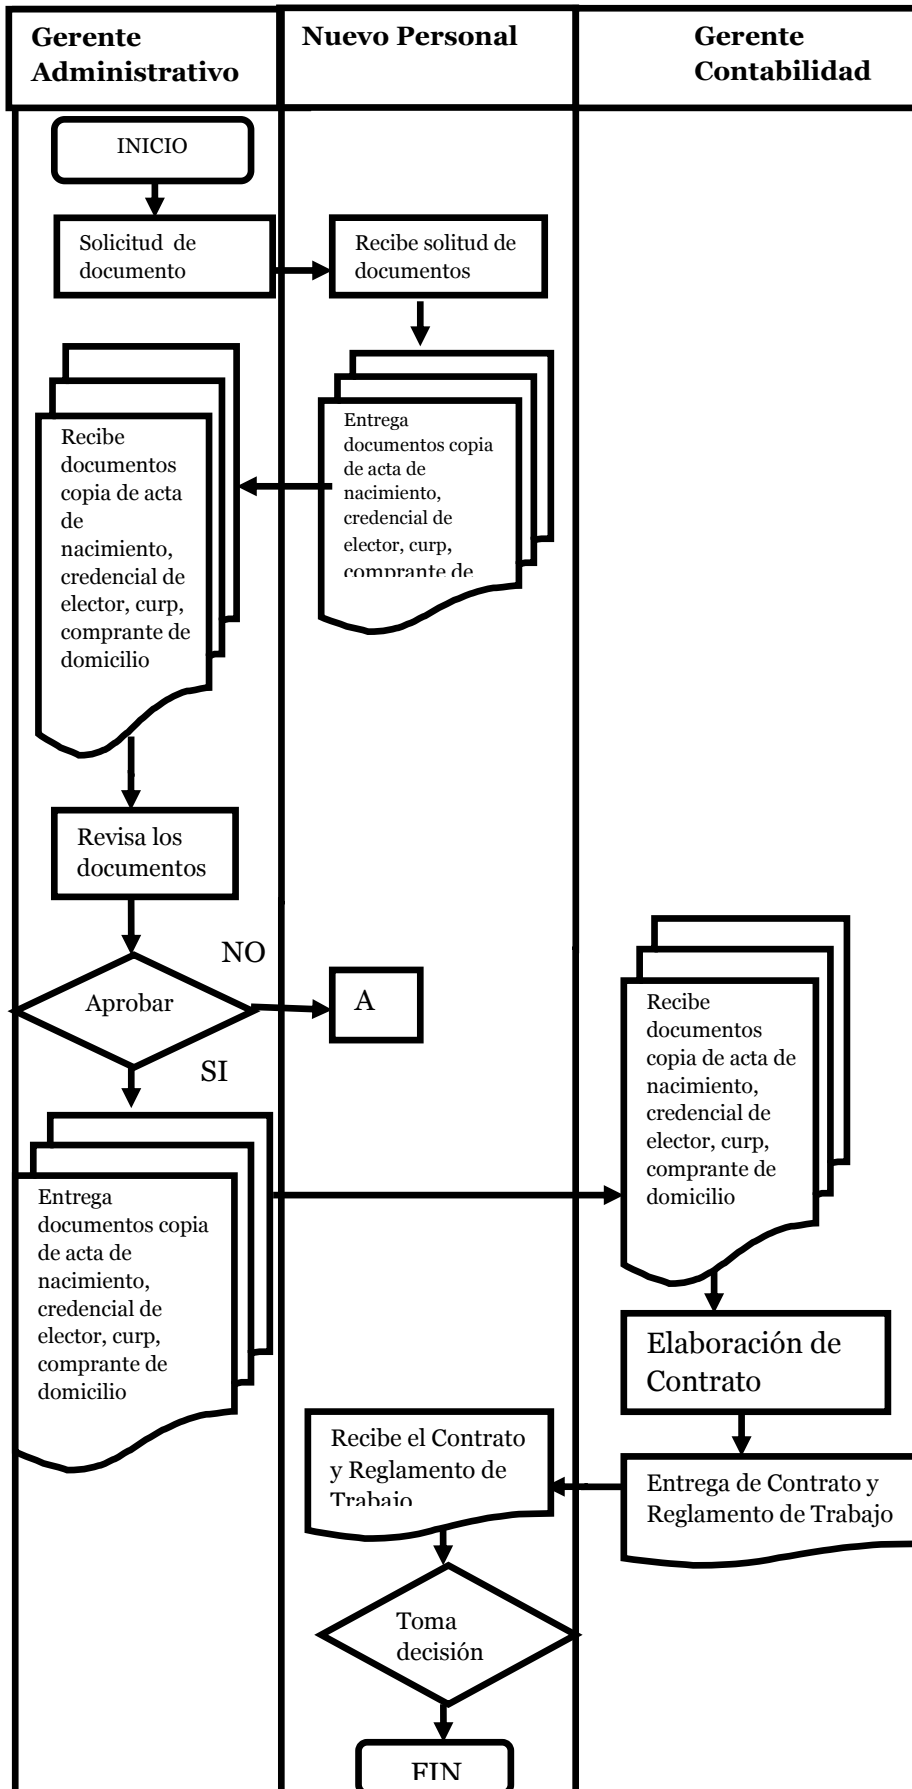 Gerente
Administrativo
Nuevo Personal
Gerente
Contabilidad
INICIO
Solicitud de
documento
Recibe solitud de
documentos
Entrega
documentos copia
de acta de
nacimiento,
credencial de
elector, curp,
comprante de
Recibe
documentos
copia de acta
de
nacimiento,
credencial de
elector, curp,
comprante de
domicilio
Revisa los
documentos
Aprobar
NO
A
SI
Entrega
documentos copia
de acta de
nacimiento,
credencial de
elector, curp,
comprante de
domicilio
Recibe
documentos
copia de acta de
nacimiento,
credencial de
elector, curp,
comprante de
domicilio
Elaboración de
Contrato
Entrega de Contrato y
Reglamento de Trabajo
Recibe el Contrato
y Reglamento de
Trabajo
Toma
decisión
FIN